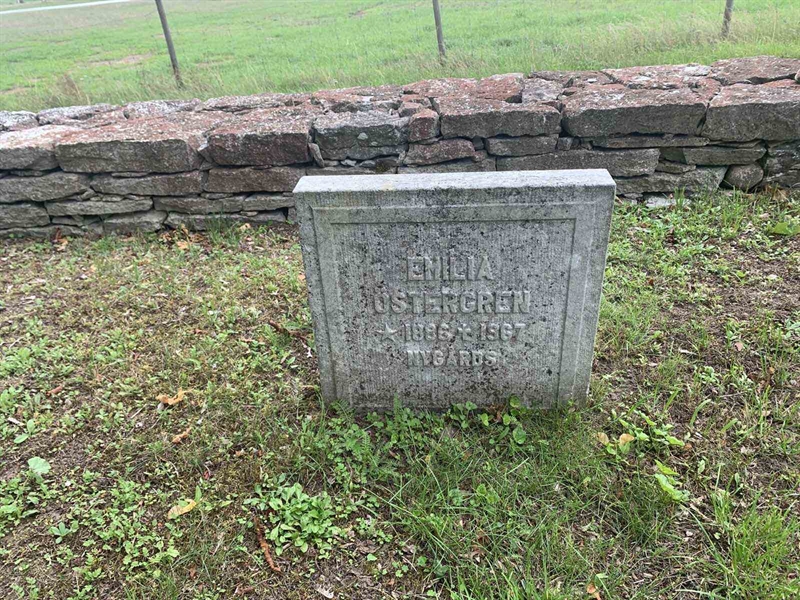 EMILIA
ÖSTERGREN
★ 1886 ✝ 1967
NYGÅRDS